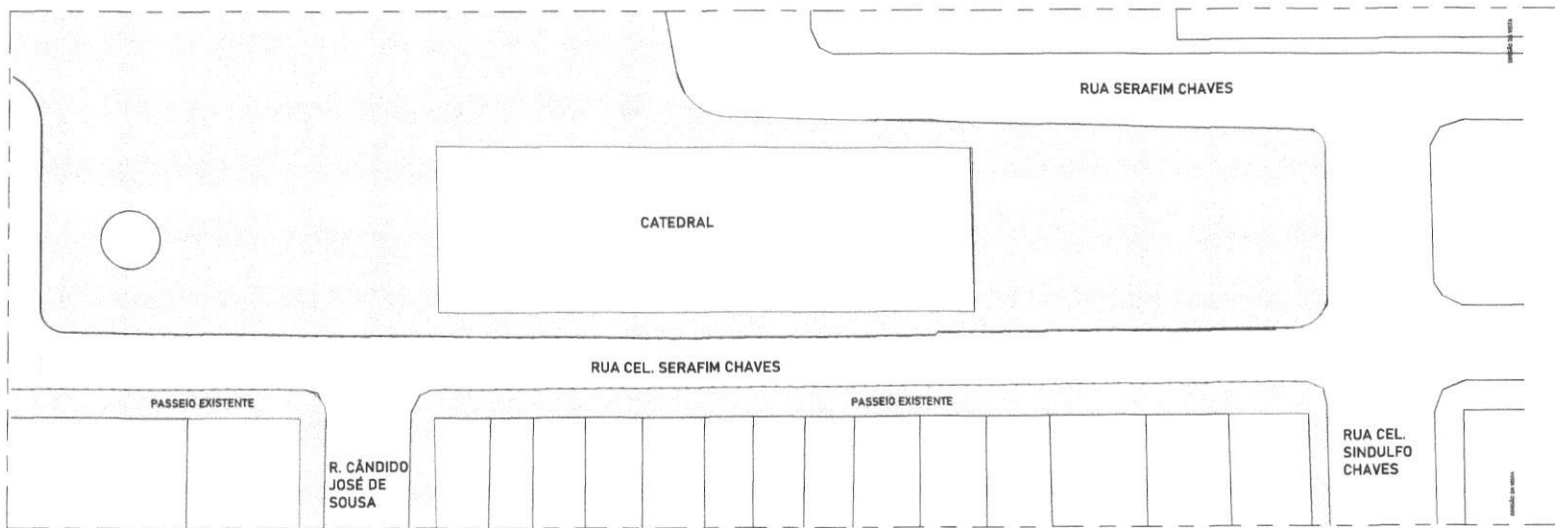 RUA SERAFIM CHAVES
CATEDRAL
RUA CEL. SERAFIM CHAVES
PASSEIO EXISTENTE
PASSEIO EXISTENTE
R. CÂNDIDO
JOSÉ DE
SOUSA
RUA CEL.
SINDULFO
CHAVES